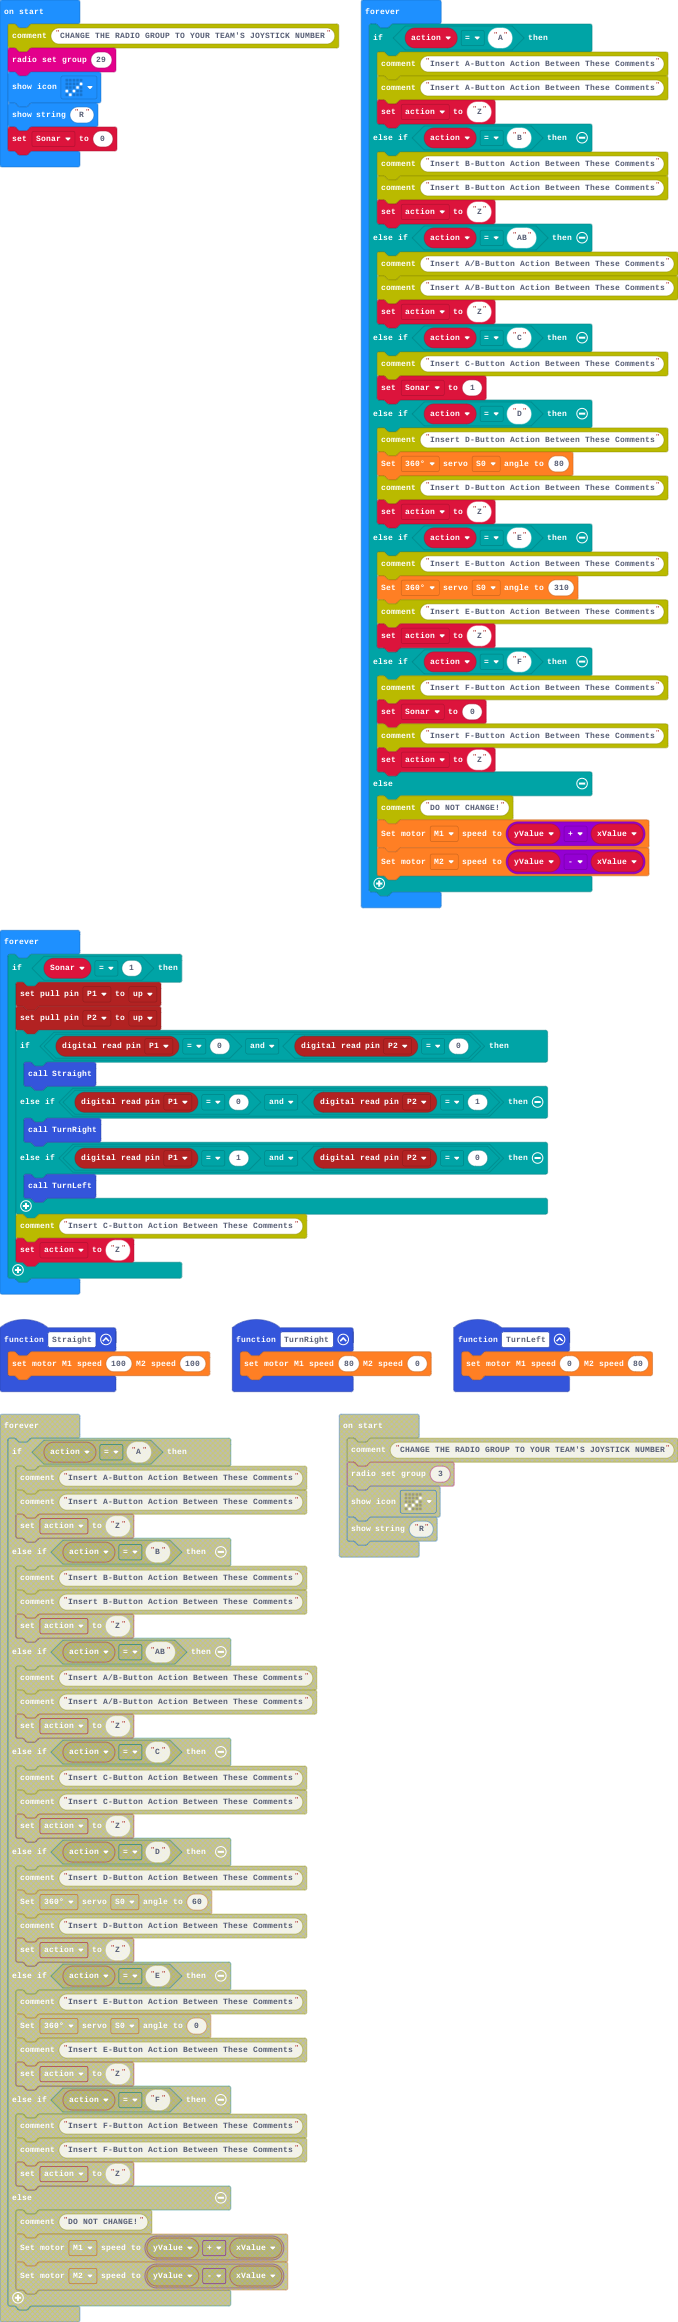 on start
comment "CHANGE THE RADIO GROUP TO YOUR TEAM'S JOYSTICK NUMBER"
radio set group 29
show icon
show string "R"
set Sonar to 0
forever
if action = "A" then
comment "Insert A-Button Action Between These Comments"
comment "Insert A-Button Action Between These Comments"
set action to "Z"
else if action = "B" then
comment "Insert B-Button Action Between These Comments"
comment "Insert B-Button Action Between These Comments"
set action to "Z"
else if action = "AB" then
comment "Insert A/B-Button Action Between These Comments"
comment "Insert A/B-Button Action Between These Comments"
set action to "Z"
else if action = "C" then
comment "Insert C-Button Action Between These Comments"
set Sonar to 1
else if action = "D" then
comment "Insert D-Button Action Between These Comments"
Set 360° servo S0 angle to 80
comment "Insert D-Button Action Between These Comments"
set action to "Z"
else if action = "E" then
comment "Insert E-Button Action Between These Comments"
Set 360° servo S0 angle to 310
comment "Insert E-Button Action Between These Comments"
set action to "Z"
else if action = "F" then
comment "Insert F-Button Action Between These Comments"
set Sonar to 0
comment "Insert F-Button Action Between These Comments"
set action to "Z"
else
comment "DO NOT CHANGE!"
Set motor M1 speed to yValue + xValue
Set motor M2 speed to yValue - xValue
forever
if Sonar = 1 then
set pull pin P1 to up
set pull pin P2 to up
if digital read pin P1 = 0 and digital read pin P2 = 0 then
call Straight
else if digital read pin P1 = 0 and digital read pin P2 = 1 then
call TurnRight
else if digital read pin P1 = 1 and digital read pin P2 = 0 then
call TurnLeft
comment "Insert C-Button Action Between These Comments"
set action to "Z"
function Straight
set motor M1 speed 100 M2 speed 100
function TurnRight
set motor M1 speed 80 M2 speed 0
function TurnLeft
set motor M1 speed 0 M2 speed 80
forever
if action = "A" then
comment "Insert A-Button Action Between These Comments"
comment "Insert A-Button Action Between These Comments"
set action to "Z"
else if action = "B" then
comment "Insert B-Button Action Between These Comments"
comment "Insert B-Button Action Between These Comments"
set action to "Z"
else if action = "AB" then
comment "Insert A/B-Button Action Between These Comments"
comment "Insert A/B-Button Action Between These Comments"
set action to "Z"
else if action = "C" then
comment "Insert C-Button Action Between These Comments"
comment "Insert C-Button Action Between These Comments"
set action to "Z"
else if action = "D" then
comment "Insert D-Button Action Between These Comments"
Set 360° servo S0 angle to 60
comment "Insert D-Button Action Between These Comments"
set action to "Z"
else if action = "E" then
comment "Insert E-Button Action Between These Comments"
Set 360° servo S0 angle to 0
comment "Insert E-Button Action Between These Comments"
set action to "Z"
else if action = "F" then
comment "Insert F-Button Action Between These Comments"
comment "Insert F-Button Action Between These Comments"
set action to "Z"
else
comment "DO NOT CHANGE!"
Set motor M1 speed to yValue + xValue
Set motor M2 speed to yValue - xValue
on start
comment "CHANGE THE RADIO GROUP TO YOUR TEAM'S JOYSTICK NUMBER"
radio set group 3
show icon
show string "R"